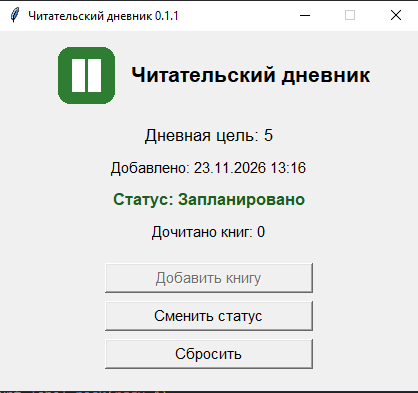 Читательский дневник 0.1.1
Читательский дневник
Дневная цель: 5
Добавлено: 23.11.2026 13:16
Статус: Запланировано
Дочитано книг: 0
Добавить книгу
Сменить статус
Сбросить